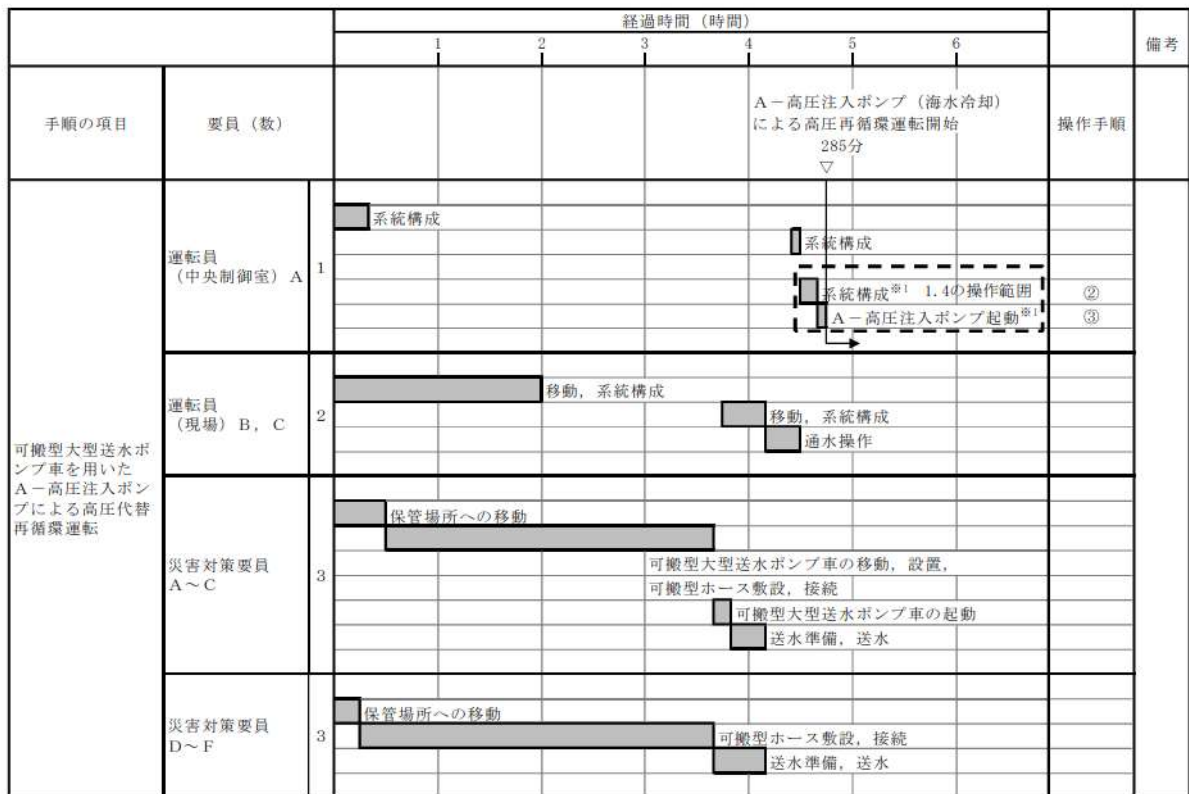 経過時間（時間）
1 2 3 4 5 6
備考
手順の項目
要員（数）
A－高圧注入ポンプ（海水冷却）
による高圧再循環運転開始
285分
▽
操作手順
可搬型大型送水ポ
ンプ車を用いた
A－高圧注入ポン
プによる高圧代替
再循環運転
運転員
（中央制御室）A
1
系統構成
系統構成
系統構成※1 1.4の操作範囲
②
A－高圧注入ポンプ起動※1
③
運転員
（現場）B，C
2
移動，系統構成
移動，系統構成
通水操作
災害対策要員
A～C
3
保管場所への移動
可搬型大型送水ポンプ車の移動，設置，
可搬型ホース敷設，接続
可搬型大型送水ポンプ車の起動
送水準備，送水
災害対策要員
D～F
3
保管場所への移動
可搬型ホース敷設，接続
送水準備，送水